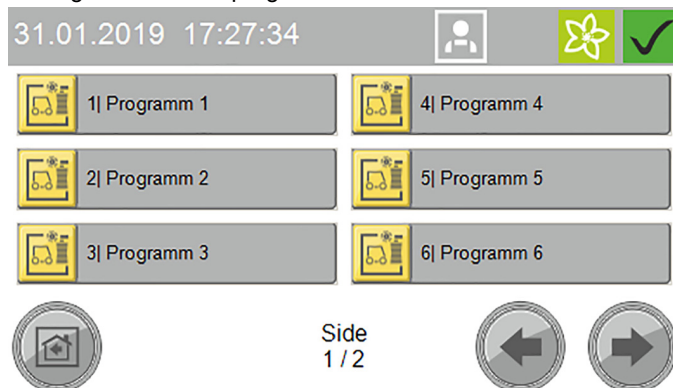 31.01.2019 17:27:34
1| Programm 1
4| Programm 4
2| Programm 2
5| Programm 5
3| Programm 3
6| Programm 6
Side
1 / 2